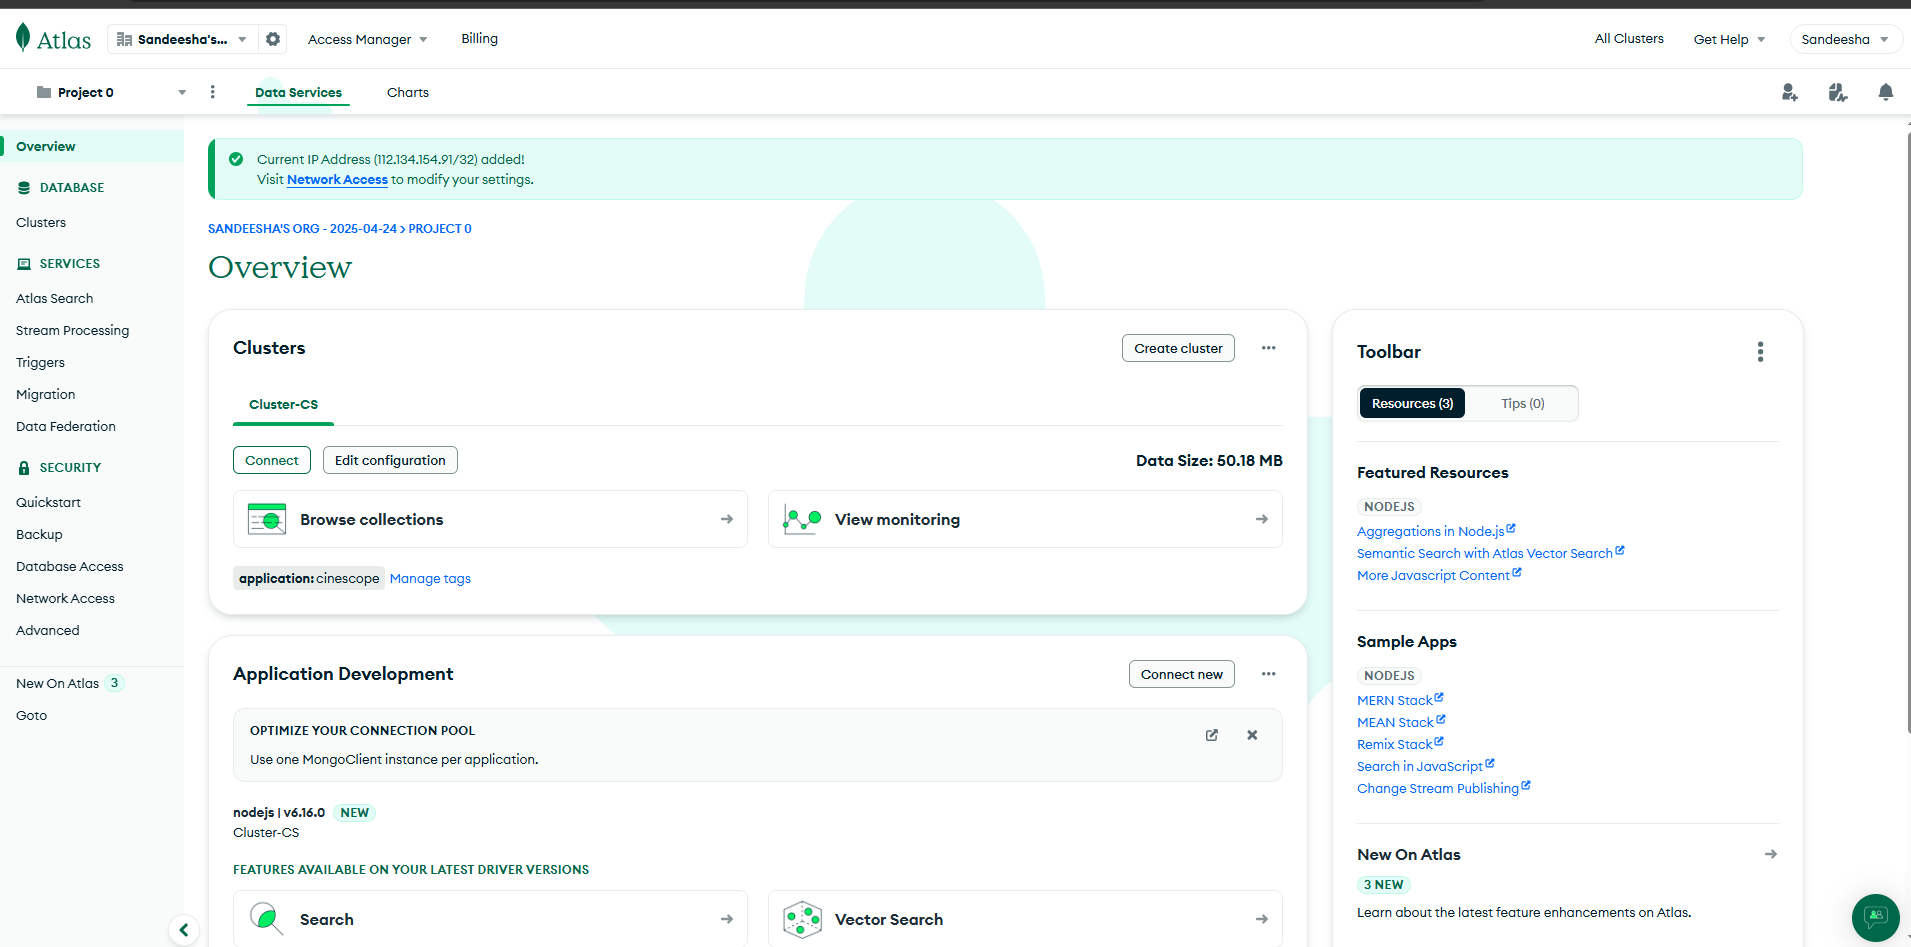 Atlas
Sandeesha's...
Access Manager
Billing
All Clusters
Get Help
Sandeesha
Project 0
Data Services
Charts
Overview
DATABASE
Clusters
SERVICES
Atlas Search
Stream Processing
Triggers
Migration
Data Federation
SECURITY
Quickstart
Backup
Database Access
Network Access
Advanced
New On Atlas 3
Goto
Current IP Address (112.134.154.91/32) added!
Visit Network Access to modify your settings.
SANDEESHA'S ORG - 2025-04-24 > PROJECT 0
Overview
Clusters
Create cluster
Cluster-CS
Connect
Edit configuration
Data Size: 50.18 MB
Browse collections
View monitoring
application: cinescope
Manage tags
Application Development
Connect new
OPTIMIZE YOUR CONNECTION POOL
Use one MongoClient instance per application.
nodejs | v6.16.0 NEW
Cluster-CS
FEATURES AVAILABLE ON YOUR LATEST DRIVER VERSIONS
Search
Vector Search
Toolbar
Resources (3)
Tips (0)
Featured Resources
NODEJS
Aggregations in Node.js
Semantic Search with Atlas Vector Search
More Javascript Content
Sample Apps
NODEJS
MERN Stack
MEAN Stack
Remix Stack
Search in JavaScript
Change Stream Publishing
New On Atlas
3 NEW
Learn about the latest feature enhancements on Atlas.